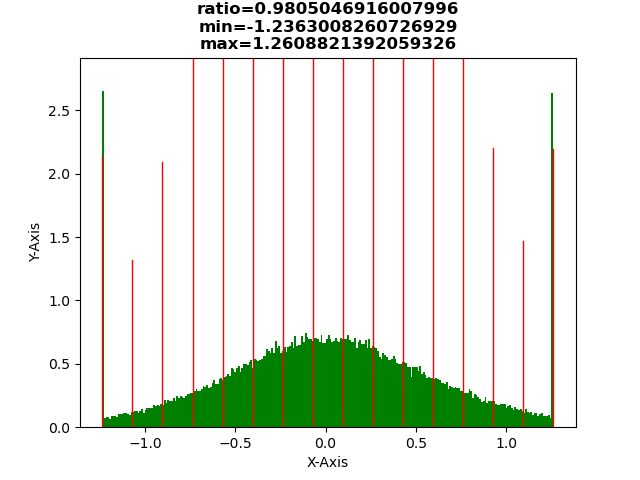 ratio=0.9805046916007996
min=-1.2363008260726929
max=1.2608821392059326
Y-Axis
2.5
2.0
1.5
1.0
0.5
0.0
−1.0 −0.5 0.0 0.5 1.0
X-Axis